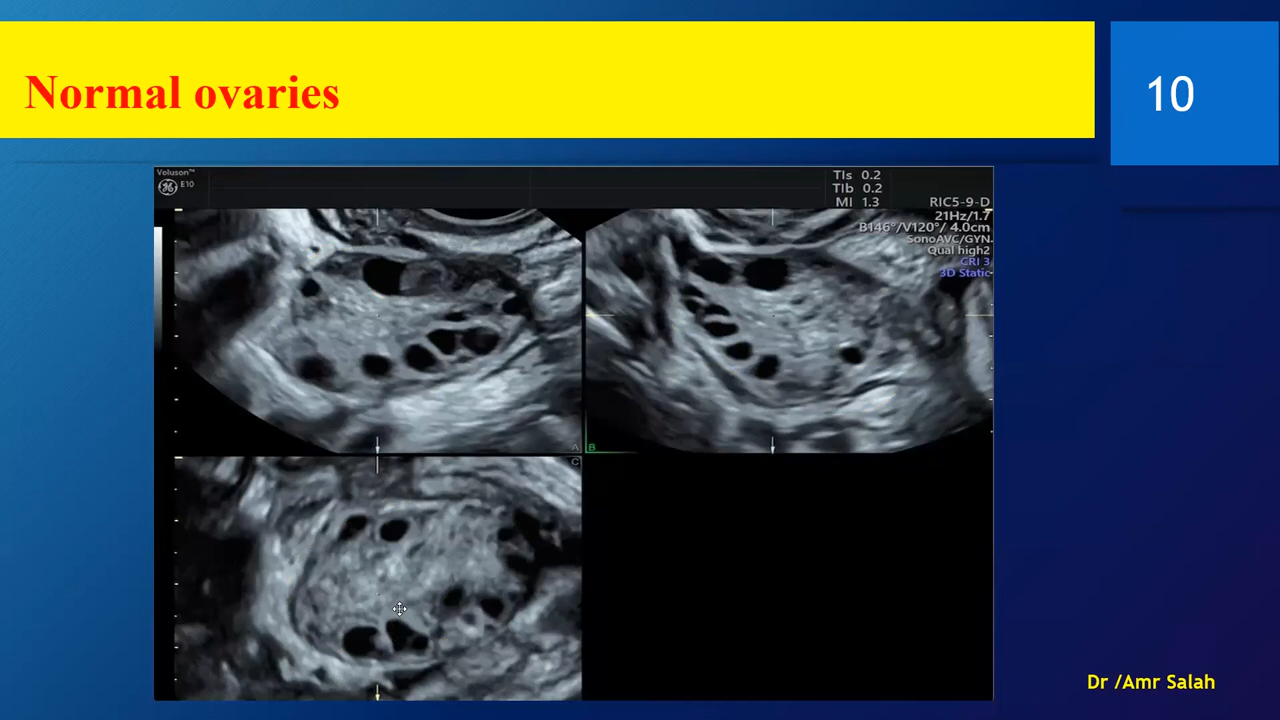 Normal ovaries
10
Voluson™
E10
TIs 0.2
TIb 0.2
MI 1.3
RIC5-9-D
21Hz/1.7
B146°/V120°/ 4.0cm
SonoAVC/GYN
Qual high2
CRI 3
3D Static
A
B
C
Dr /Amr Salah